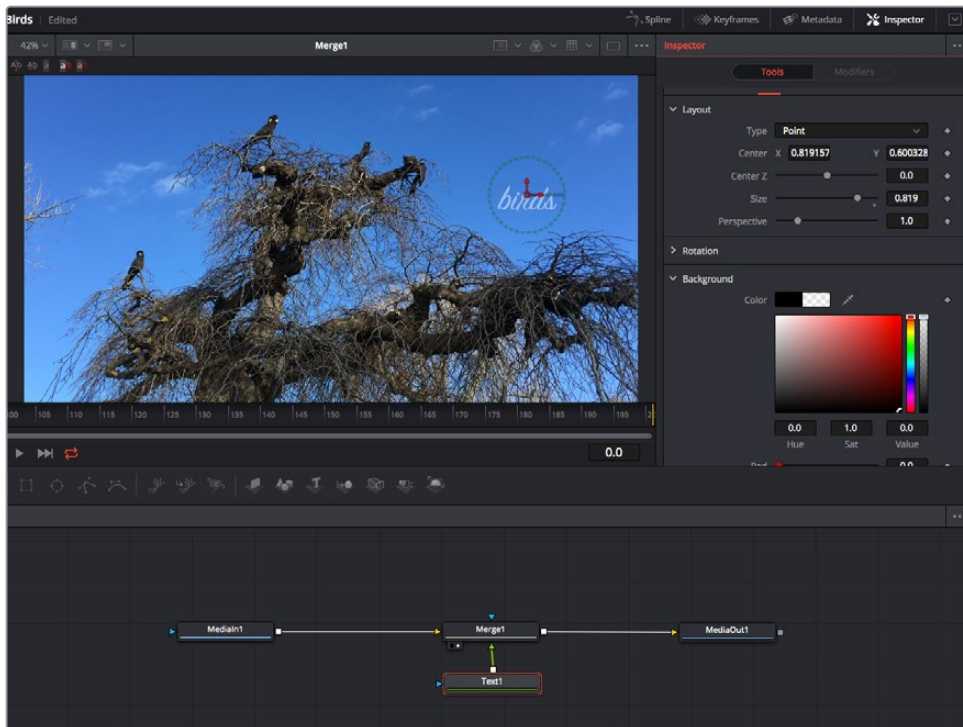 Birds Edited Spline Keyframes Metadata Inspector
42% Merge1 Inspector
Tools Modifiers
Layout
Type Point
Center X 0.819157 Y 0.600328
Center Z 0.0
birds
Size 0.819
Perspective 1.0
Rotation
Background
Color
105 110 115 120 125 130 135 140 145 150 155 160 165 170 175 180 185 190 195
0.0 1.0 0.0
Hue Sat Value
0.0
MediaIn1 Merge1 MediaOut1
Text1